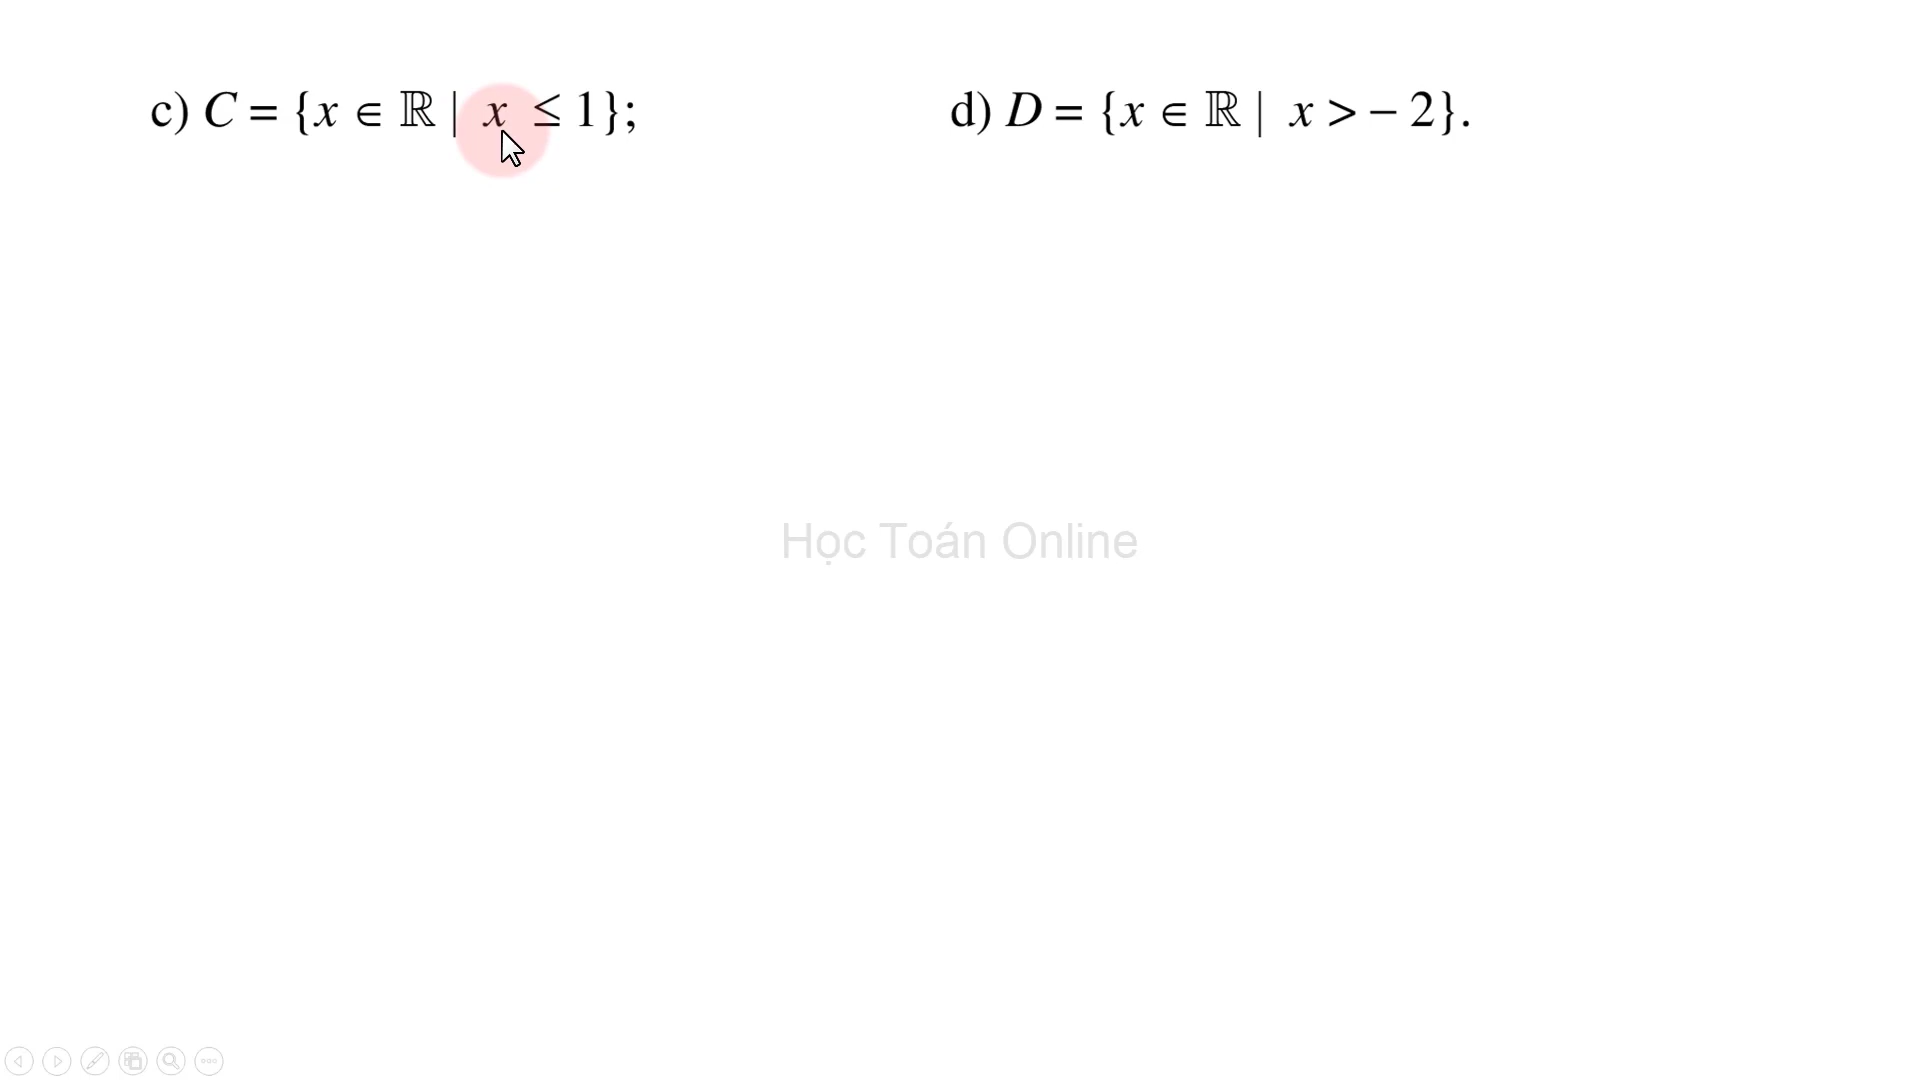 c) C = {x ∈ ℝ | x ≤ 1};
d) D = {x ∈ ℝ | x > − 2}.
Học Toán Online